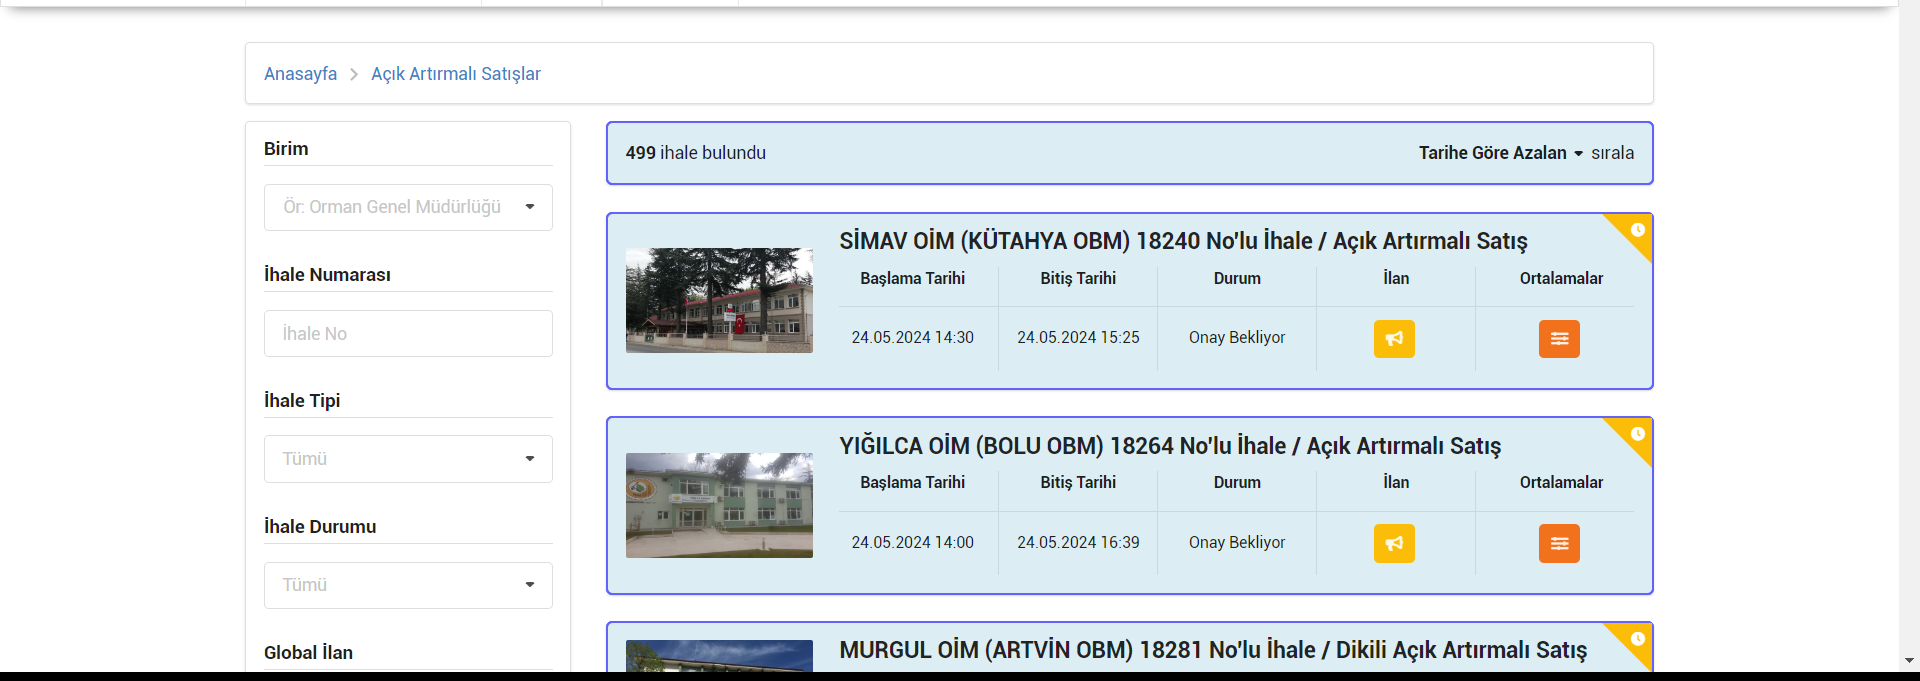 Anasayfa > Açık Artırmalı Satışlar
Birim
Ör: Orman Genel Müdürlüğü
İhale Numarası
İhale No
İhale Tipi
Tümü
İhale Durumu
Tümü
Global İlan
499 ihale bulundu
Tarihe Göre Azalan sırala
SİMAV OİM (KÜTAHYA OBM) 18240 No'lu İhale / Açık Artırmalı Satış
Başlama Tarihi Bitiş Tarihi Durum İlan Ortalamalar
24.05.2024 14:30 24.05.2024 15:25 Onay Bekliyor
YIĞILCA OİM (BOLU OBM) 18264 No'lu İhale / Açık Artırmalı Satış
Başlama Tarihi Bitiş Tarihi Durum İlan Ortalamalar
24.05.2024 14:00 24.05.2024 16:39 Onay Bekliyor
MURGUL OİM (ARTVİN OBM) 18281 No'lu İhale / Dikili Açık Artırmalı Satış